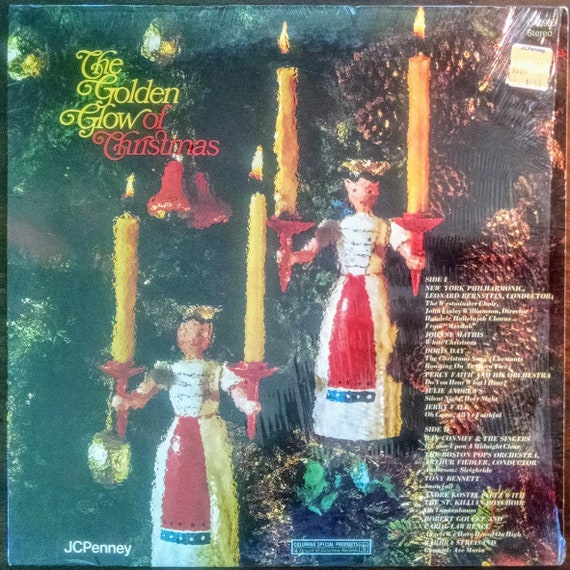 The
Golden
Glow of
Christmas
Stereo
JCPenney
SIDE 1
NEW YORK PHILHARMONIC,
LEONARD BERNSTEIN, CONDUCTOR;
The Westminster Choir,
John Finley Williamson, Director
Handel: Hallelujah Chorus
From "Messiah"
JOHNNY MATHIS
White Christmas
DORIS DAY
The Christmas Song (Chestnuts
Roasting On An Open Fire)
PERCY FAITH AND HIS ORCHESTRA
Do You Hear What I Hear?
JULIE ANDREWS
Silent Night, Holy Night
JERRY VALE
Oh Come, All Ye Faithful
SIDE
RAY CONNIFF & THE SINGERS
It Came Upon A Midnight Clear
THE BOSTON POPS ORCHESTRA,
ARTHUR FIEDLER, CONDUCTOR
Anderson: Sleighride
TONY BENNETT
Snowfall
ANDRE KOSTELANETZ WITH
THE ST. KILLIAN BOYCHOIR
Oh Tannenbaum
ROBERT GOULET AND
CAROL LAWRENCE
Angels We Have Heard On High
BARBRA STREISAND
Gounod: Ave Maria
JCPenney
COLUMBIA SPECIAL PRODUCTS
A Service of Columbia Records